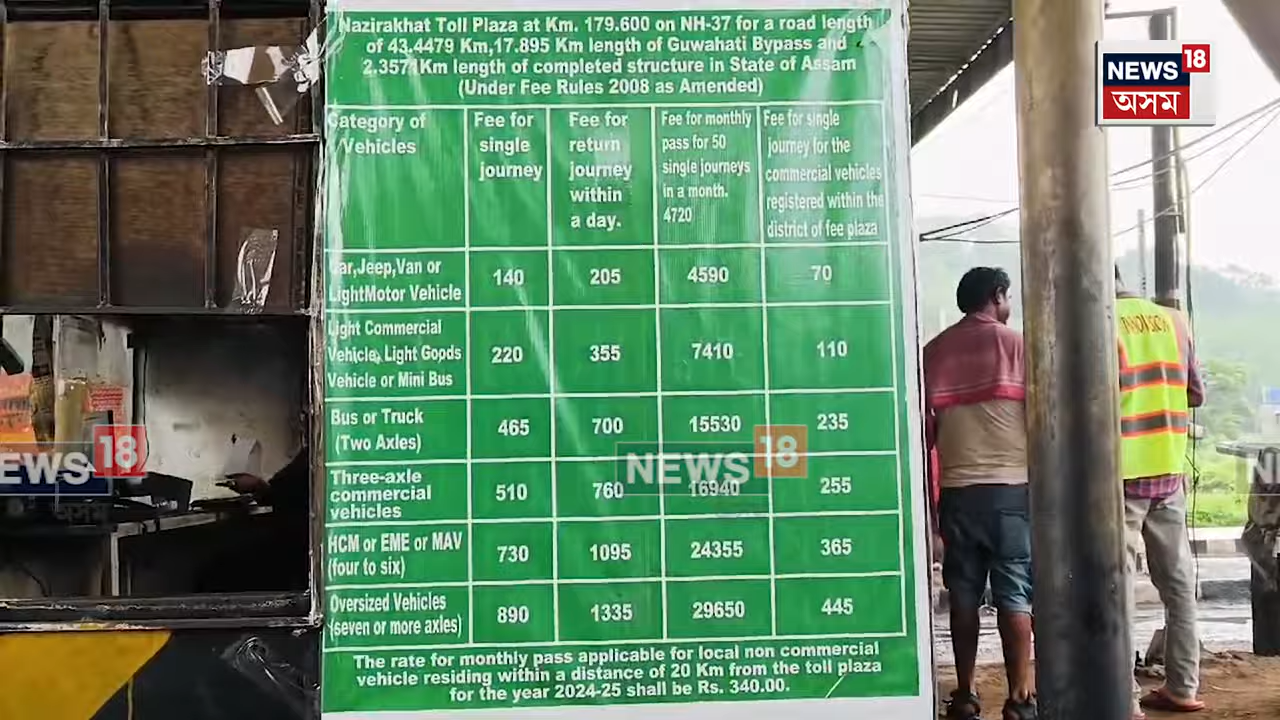 Nazirakhat Toll Plaza at Km. 179.600 on NH-37 for a road length
of 43.4479 Km,17.895 Km length of Guwahati Bypass and
2.3571Km length of completed structure in State of Assam
(Under Fee Rules 2008 as Amended)
Category of
Vehicles
Fee for
single
journey
Fee for
return
journey
within
a day.
Fee for monthly
pass for 50
single journeys
in a month.
4720
Fee for single
journey for the
commercial vehicles
registered within the
district of fee plaza
Car,Jeep,Van or
LightMotor Vehicle
140
205
4590
70
Light Commercial
Vehicle, Light Goods
Vehicle or Mini Bus
220
355
7410
110
Bus or Truck
(Two Axles)
465
700
15530
235
Three-axle
commercial
vehicles
510
760
16940
255
HCM or EME or MAV
(four to six)
730
1095
24355
365
Oversized Vehicles
(seven or more axles)
890
1335
29650
445
The rate for monthly pass applicable for local non commercial
vehicle residing within a distance of 20 Km from the toll plaza
for the year 2024-25 shall be Rs. 340.00.
NEWS 18
অসম
NEWS 18
অসম
NEWS 18